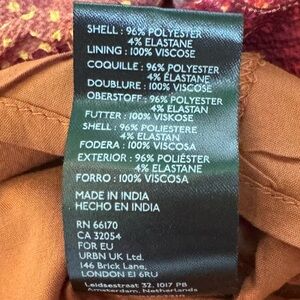 SHELL : 96% POLYESTER
4% ELASTANE
LINING : 100% VISCOSE
COQUILLE : 96% POLYESTER
4% ÉLASTANE
DOUBLURE : 100% VISCOSE
OBERSTOFF : 96% POLYESTER
4% ELASTAN
FUTTER : 100% VISKOSE
SHELL : 96% POLIESTERE
4% ELASTANE
FODERA : 100% VISCOSA
EXTERIOR : 96% POLIÉSTER
4% ELASTANE
FORRO : 100% VISCOSA
MADE IN INDIA
HECHO EN INDIA
RN 66170
CA 32054
FOR EU
URBN UK Ltd.
146 Brick Lane,
LONDON E1 6RU
Leidsestraat 32, 1017 PB
Amsterdam, Netherlands